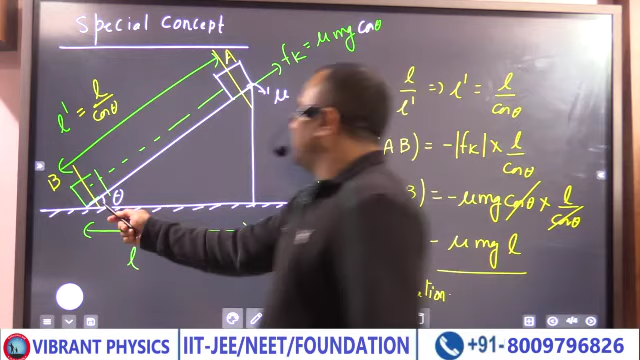 Special Concept
A
fₖ = μmg cosθ
μ
l' = l/cosθ
B
θ
l
l/l' ⇒ l' = l/cosθ
AB) = -|fₖ| × l/cosθ
B) = -μmg cosθ × l/cosθ
- μmg l
VIBRANT PHYSICS
IIT-JEE/NEET/FOUNDATION
+91-8009796826